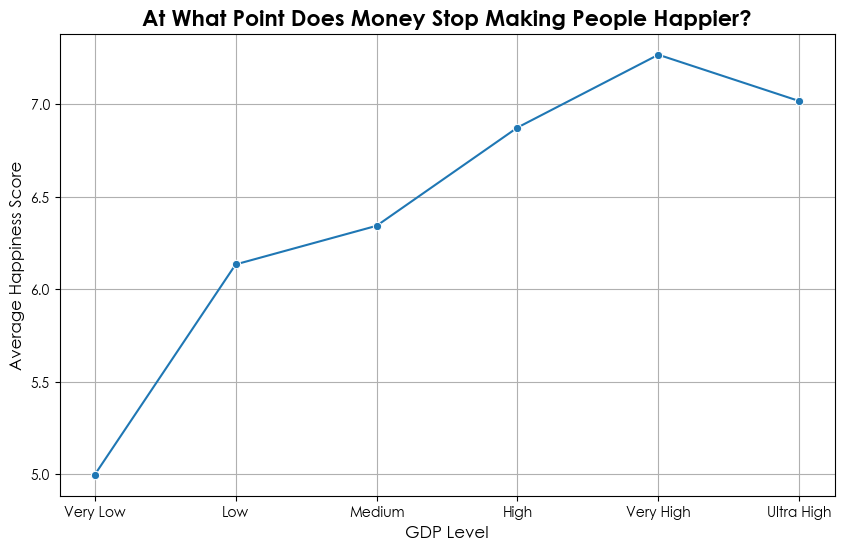 At What Point Does Money Stop Making People Happier?
Average Happiness Score
7.0
6.5
6.0
5.5
5.0
Very Low Low Medium High Very High Ultra High
GDP Level